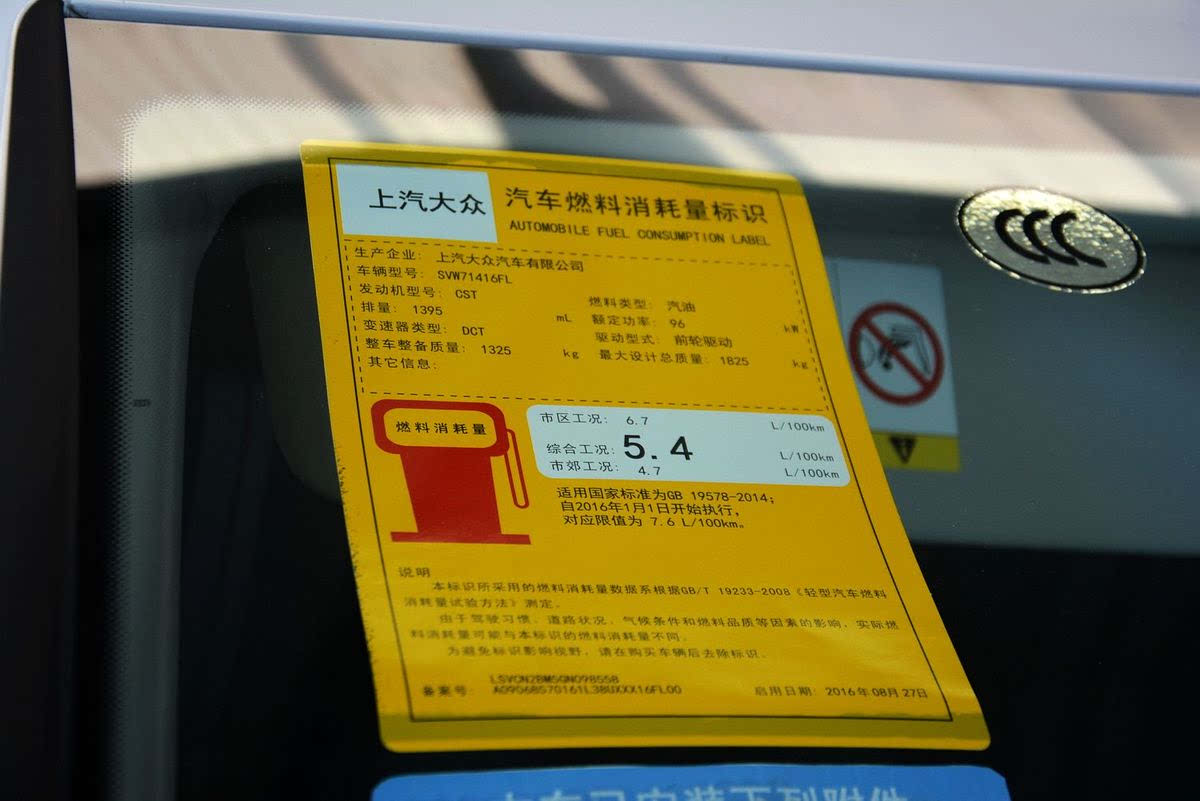 上汽大众
汽车燃料消耗量标识
AUTOMOBILE FUEL CONSUMPTION LABEL
生产企业: 上汽大众汽车有限公司
车辆型号: SVW71416FL
发动机型号: CST
燃料类型: 汽油
排量: 1395 mL
额定功率: 96 kW
变速器类型: DCT
驱动型式: 前轮驱动
整车整备质量: 1325 kg
最大设计总质量: 1825 kg
其它信息:
燃料消耗量
市区工况: 6.7 L/100km
综合工况: 5.4 L/100km
市郊工况: 4.7 L/100km
适用国家标准为GB 19578-2014;
自2016年1月1日开始执行,
对应限值为 7.6 L/100km。
说明
本标识所采用的燃料消耗量数据系根据GB/T 19233-2008《轻型汽车燃料
消耗量试验方法》测定。
由于驾驶习惯、道路状况、气候条件和燃料品质等因素的影响, 实际燃
料消耗量可能与本标识的燃料消耗量不同。
为避免标识影响视野, 请在购买车辆后去除标识。
LSVCN2BM5GN098558
备案号: A09068570161L38UXXX16FL00
启用日期: 2016年08月27日
CCC
本车已安装下列附件